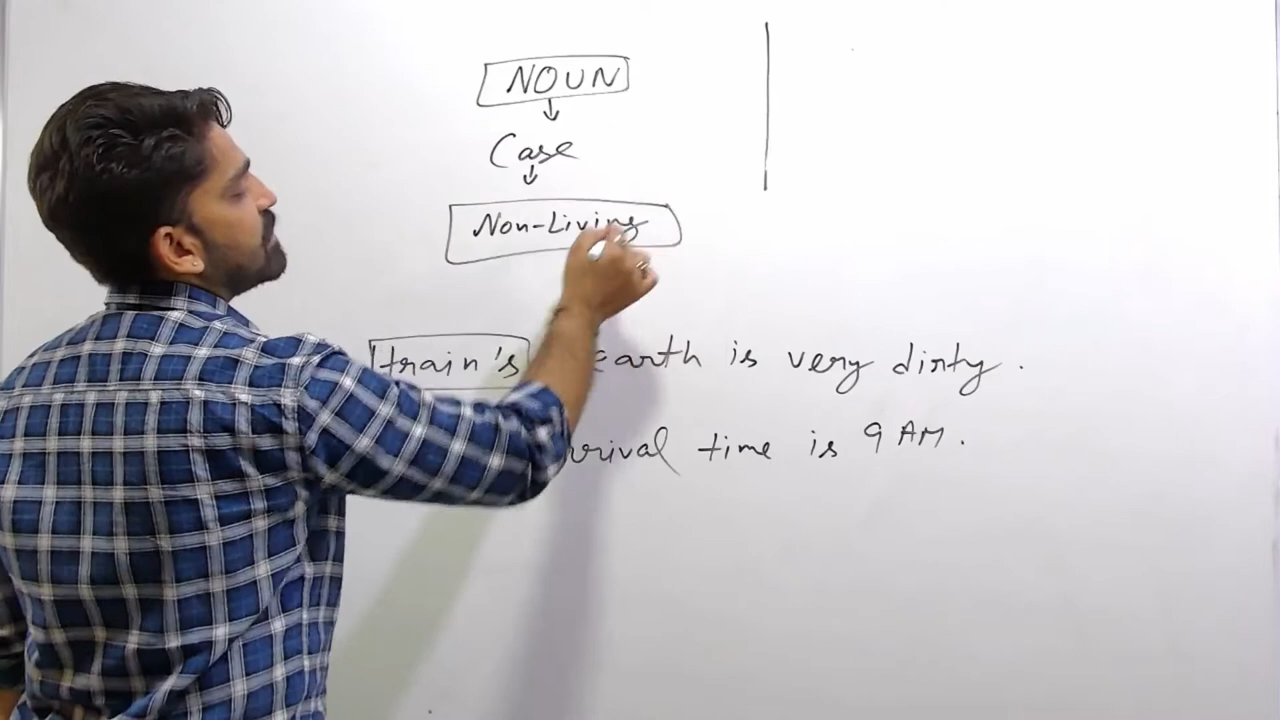 NOUN
Case
Non-Living
train's earth is very dirty.
time is 9 AM.